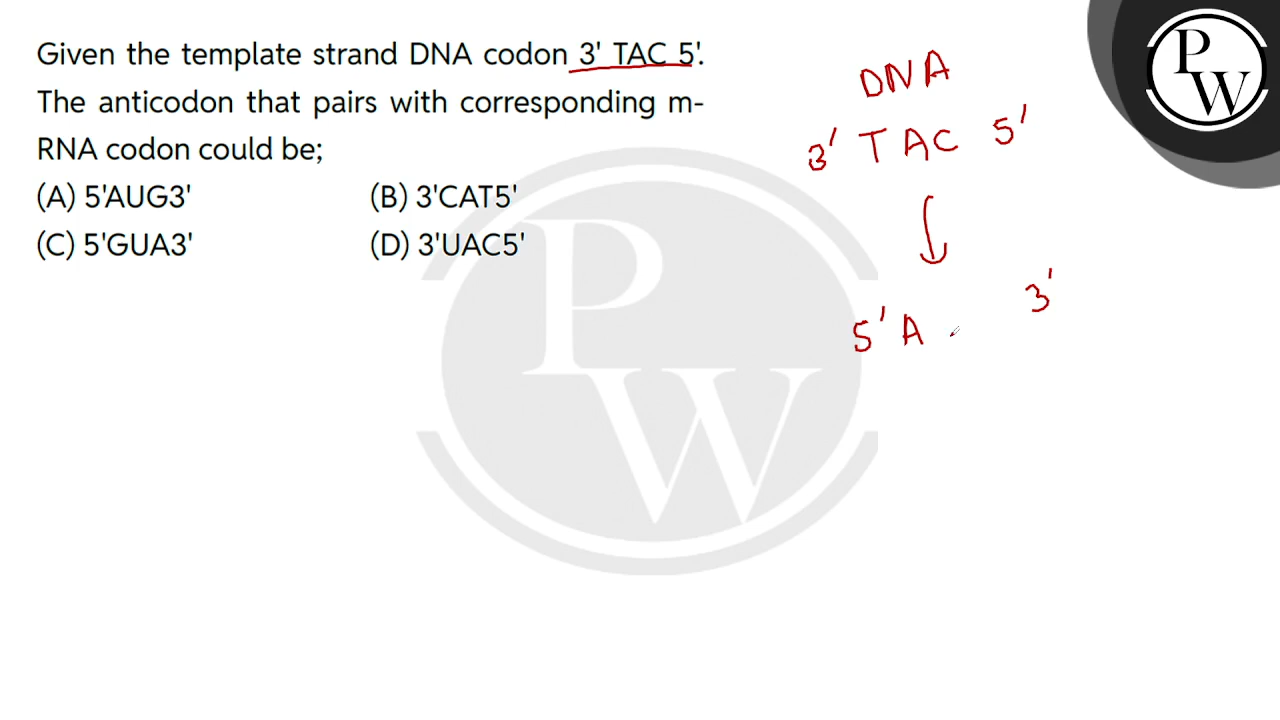 Given the template strand DNA codon 3' TAC 5'.
The anticodon that pairs with corresponding m-
RNA codon could be;
(A) 5'AUG3' (B) 3'CAT5'
(C) 5'GUA3' (D) 3'UAC5'
DNA
3' TAC 5'
5'A 3'
P
W
P
W